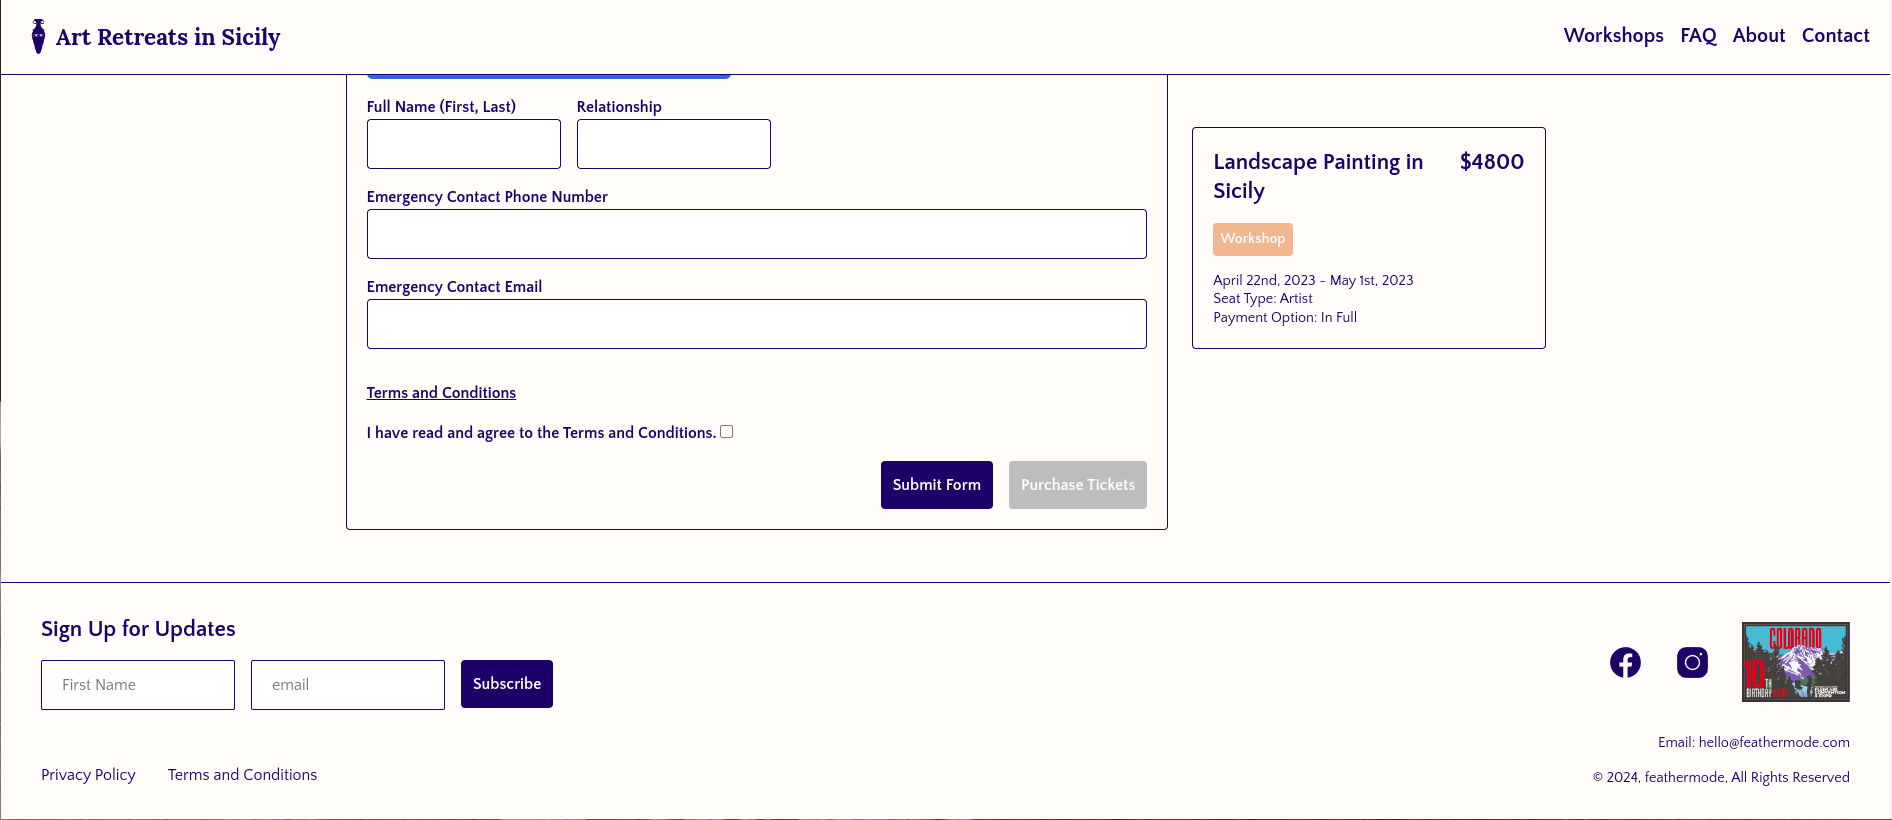 Art Retreats in Sicily
Workshops FAQ About Contact
Full Name (First, Last) Relationship
Emergency Contact Phone Number
Emergency Contact Email
Terms and Conditions
I have read and agree to the Terms and Conditions.
Submit Form Purchase Tickets
Landscape Painting in $4800
Sicily
Workshop
April 22nd, 2023 - May 1st, 2023
Seat Type: Artist
Payment Option: In Full
Sign Up for Updates
First Name email Subscribe
COLORADO
10
TH
BIRTHDAY
Email: hello@feathermode.com
Privacy Policy Terms and Conditions
© 2024, feathermode, All Rights Reserved